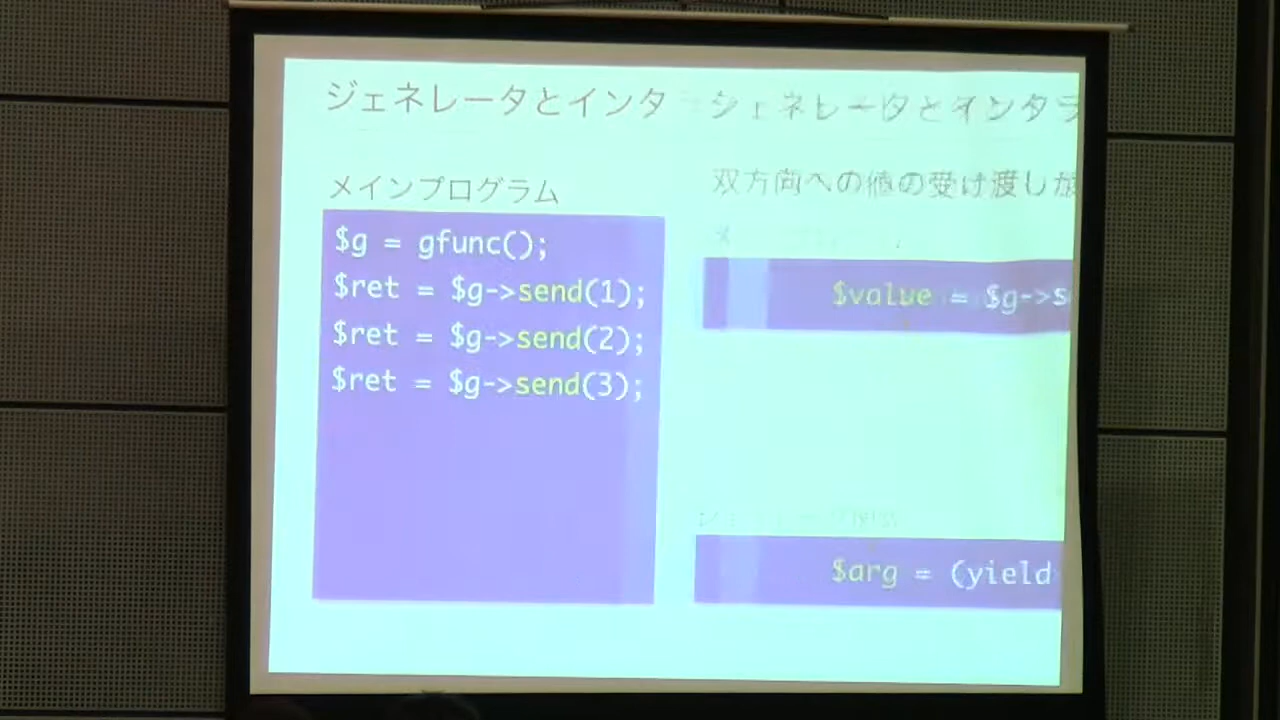 ジェネレータとインタ
メインプログラム
$g = gfunc();
$ret = $g->send(1);
$ret = $g->send(2);
$ret = $g->send(3);
ジェネレータとインタラ
双方向への値の受け渡しが
$value = $g->s
$arg = (yield